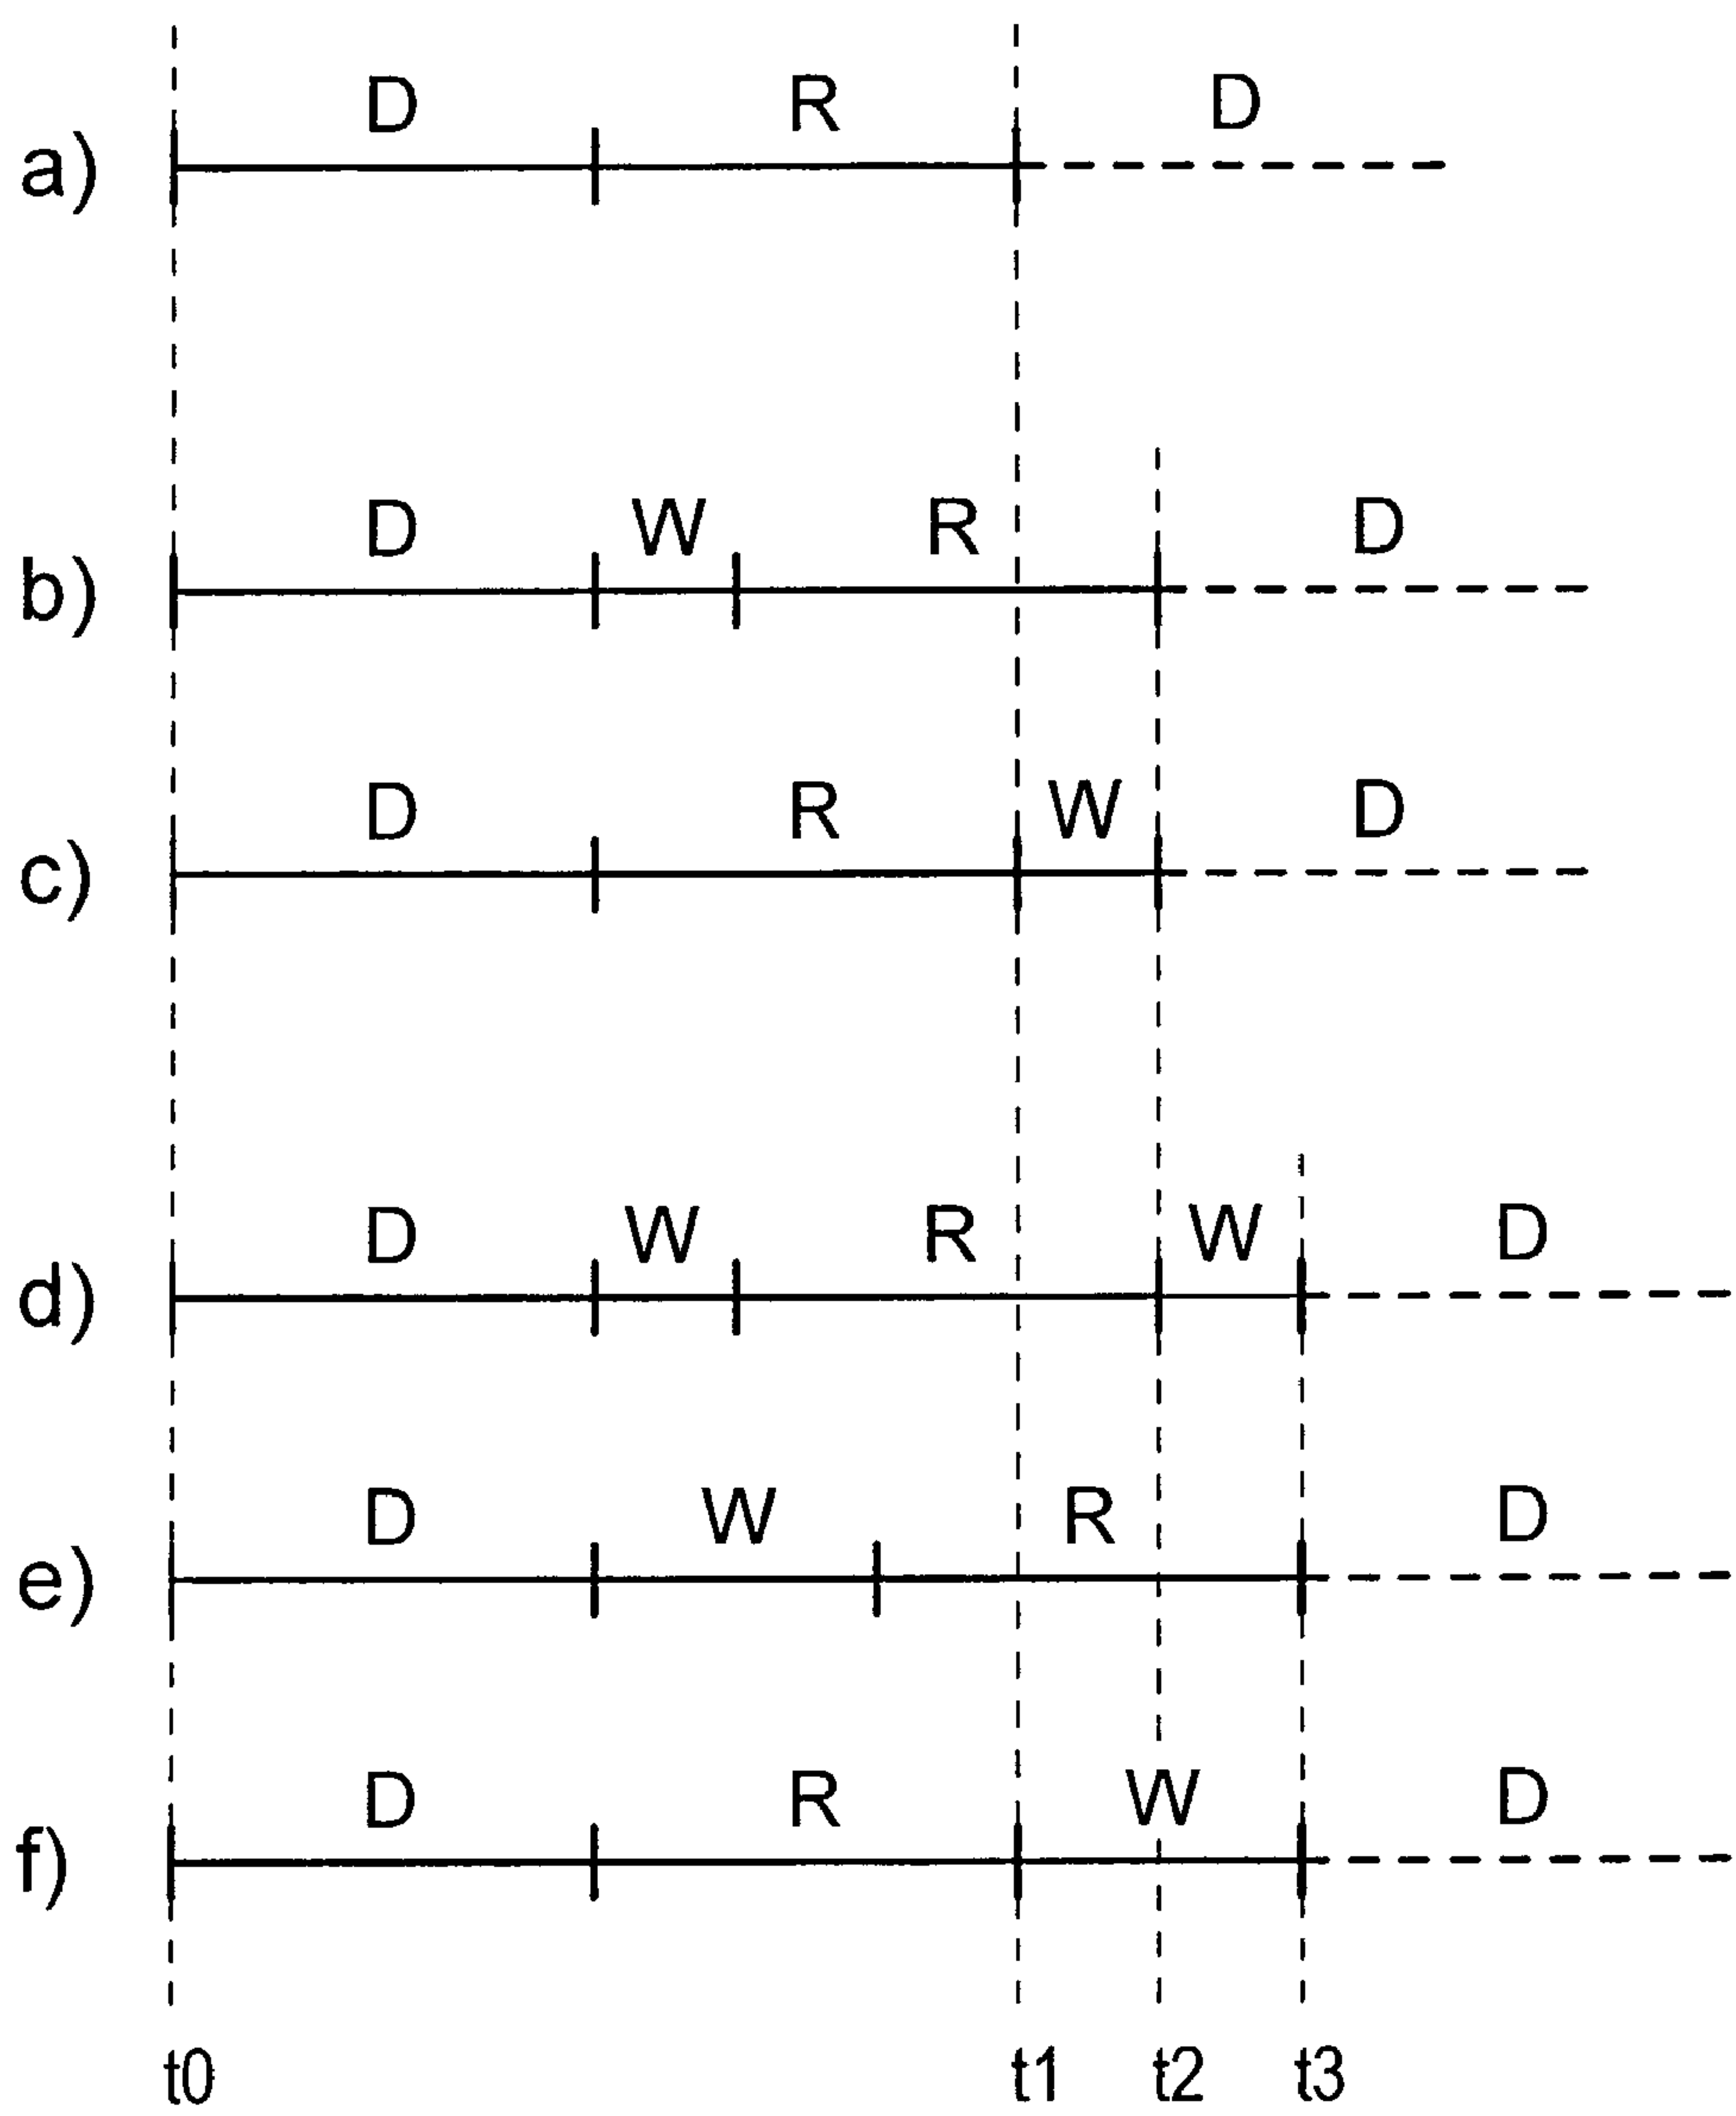 D R D
a)
D W R D
b)
D R W D
c)
D W R W D
d)
D W R D
e)
D R W D
f)
t0 t1 t2 t3